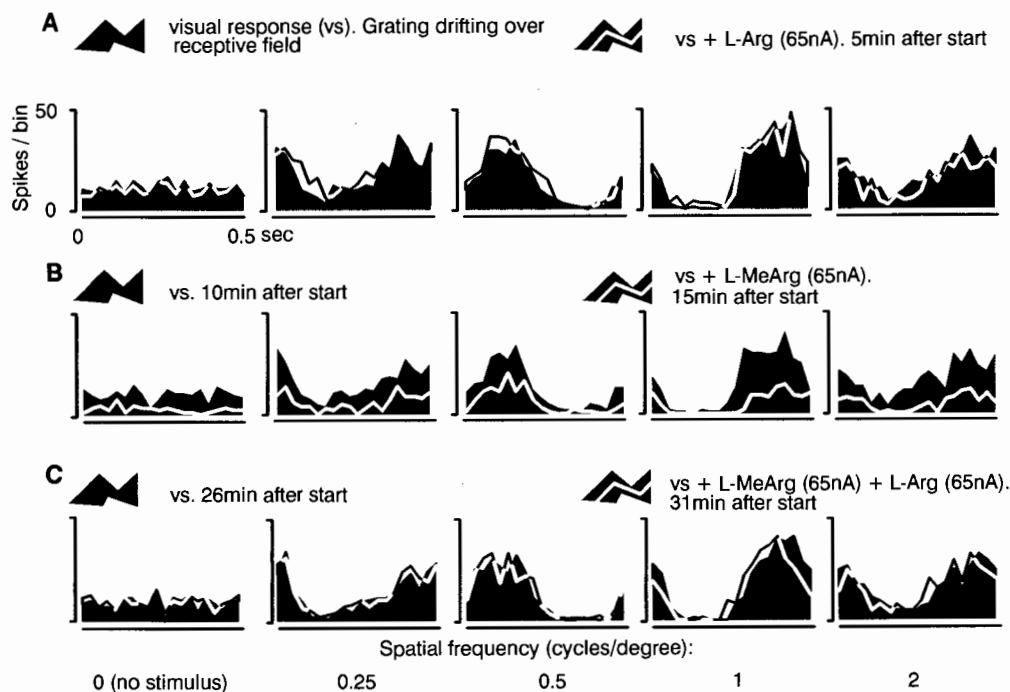 A
visual response (vs). Grating drifting over
receptive field
vs + L-Arg (65nA). 5min after start
Spikes / bin
50
0
0
0.5 sec
B
vs. 10min after start
vs + L-MeArg (65nA).
15min after start
C
vs. 26min after start
vs + L-MeArg (65nA) + L-Arg (65nA).
31min after start
Spatial frequency (cycles/degree):
0 (no stimulus)
0.25
0.5
1
2